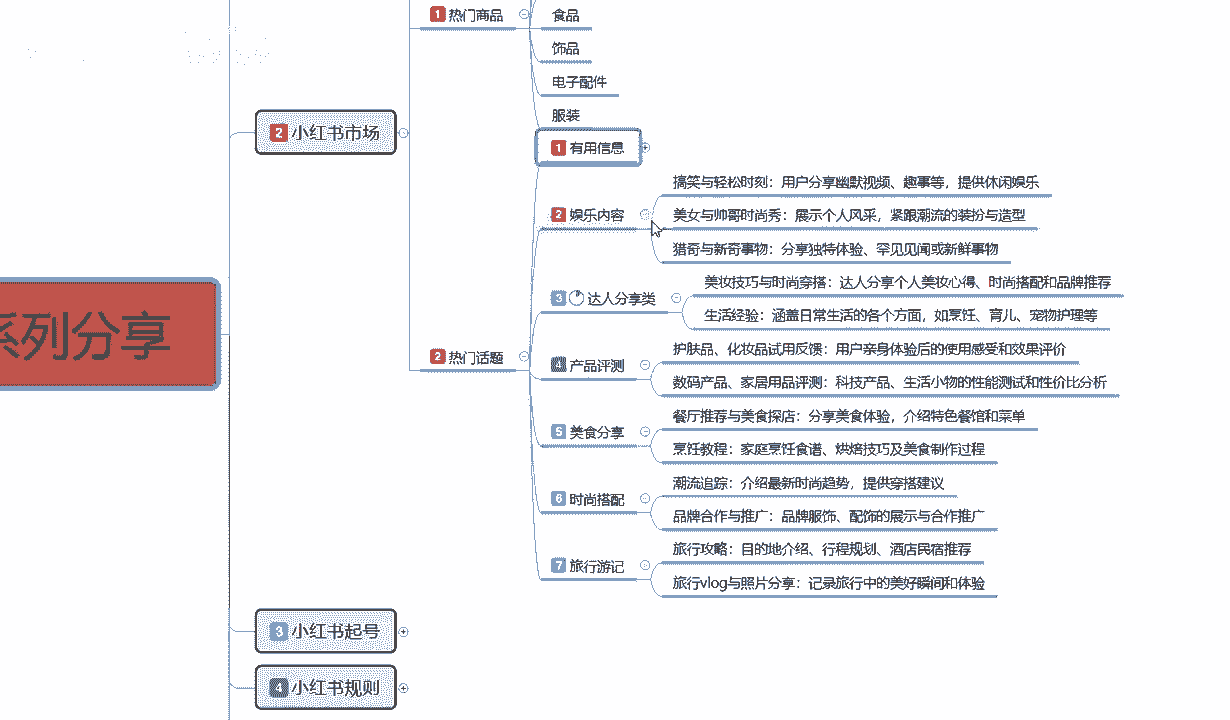 系列分享
2 小红书市场
1 热门商品
食品
饰品
电子配件
服装
2 热门话题
1 有用信息
2 娱乐内容
搞笑与轻松时刻：用户分享幽默视频、趣事等，提供休闲娱乐
美女与帅哥时尚秀：展示个人风采，紧跟潮流的装扮与造型
猎奇与新奇事物：分享独特体验、罕见见闻或新鲜事物
3 达人分享类
美妆技巧与时尚穿搭：达人分享个人美妆心得、时尚搭配和品牌推荐
生活经验：涵盖日常生活的各个方面，如烹饪、育儿、宠物护理等
4 产品评测
护肤品、化妆品试用反馈：用户亲身体验后的使用感受和效果评价
数码产品、家居用品评测：科技产品、生活小物的性能测试和性价比分析
5 美食分享
餐厅推荐与美食探店：分享美食体验，介绍特色餐馆和菜单
烹饪教程：家庭烹饪食谱、烘焙技巧及美食制作过程
6 时尚搭配
潮流追踪：介绍最新时尚趋势，提供穿搭建议
品牌合作与推广：品牌服饰、配饰的展示与合作推广
7 旅行游记
旅行攻略：目的地介绍、行程规划、酒店民宿推荐
旅行vlog与照片分享：记录旅行中的美好瞬间和体验
3 小红书起号
4 小红书规则